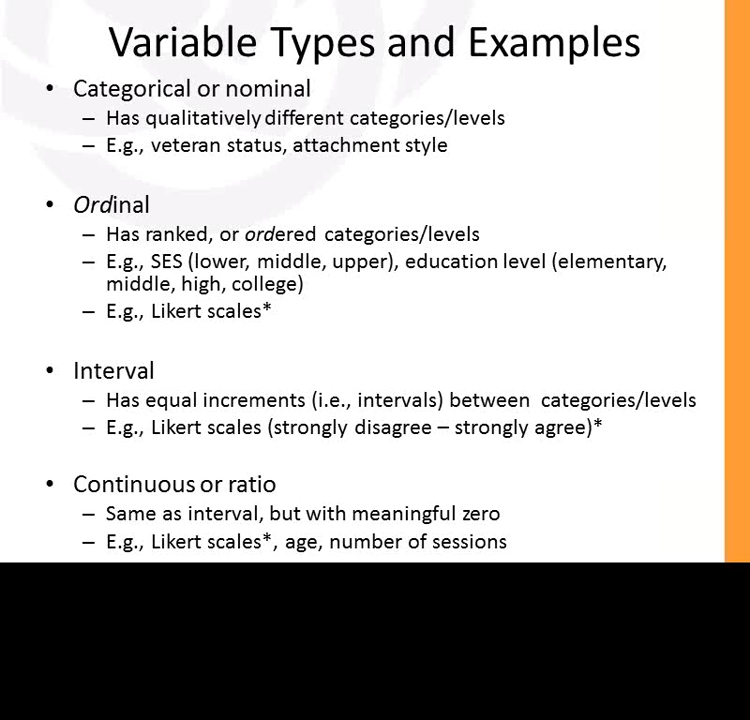 Variable Types and Examples
• Categorical or nominal
– Has qualitatively different categories/levels
– E.g., veteran status, attachment style
• Ordinal
– Has ranked, or ordered categories/levels
– E.g., SES (lower, middle, upper), education level (elementary,
middle, high, college)
– E.g., Likert scales*
• Interval
– Has equal increments (i.e., intervals) between categories/levels
– E.g., Likert scales (strongly disagree – strongly agree)*
• Continuous or ratio
– Same as interval, but with meaningful zero
– E.g., Likert scales*, age, number of sessions